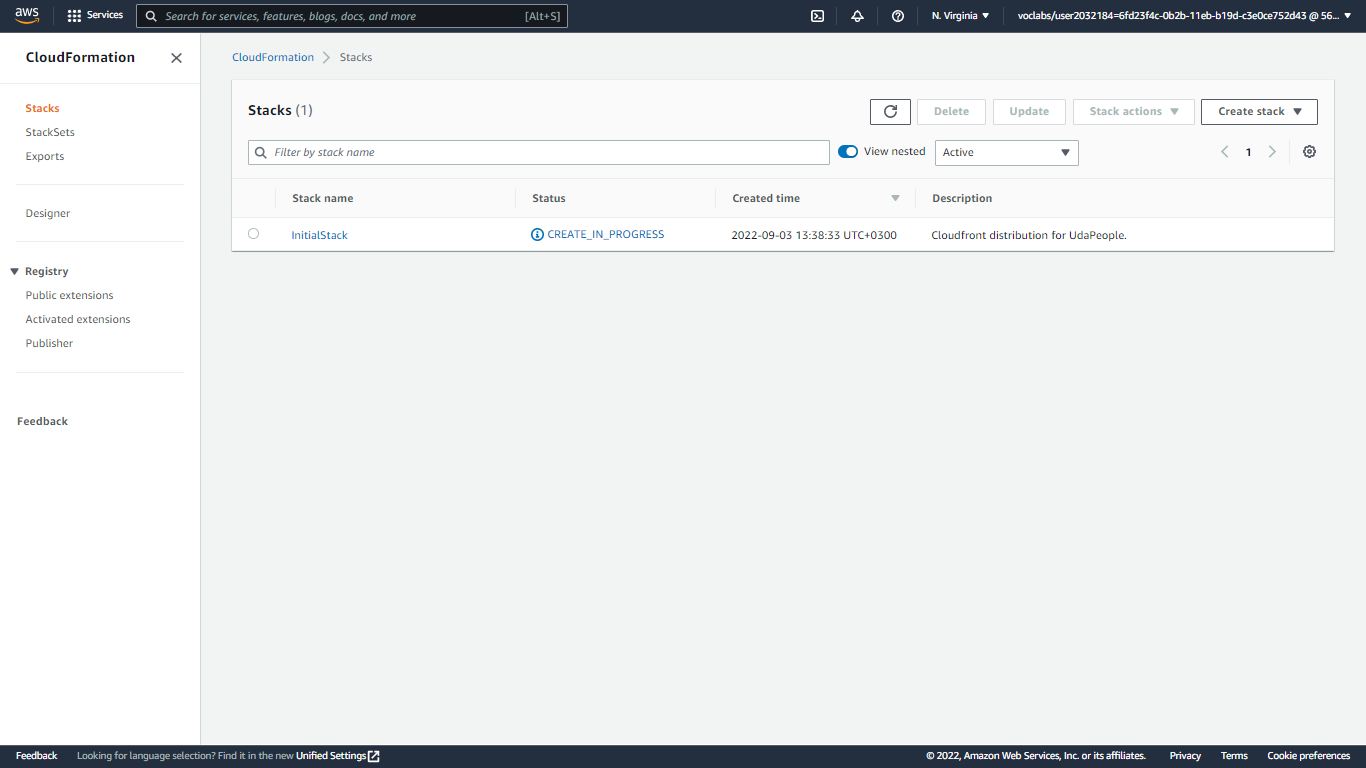 aws
Services
Search for services, features, blogs, docs, and more
[Alt+S]
N. Virginia
voclabs/user2032184=6fd23f4c-0b2b-11eb-b19d-c3e0ce752d43 @ 56...
CloudFormation
Stacks
StackSets
Exports
Designer
Registry
Public extensions
Activated extensions
Publisher
Feedback
CloudFormation
Stacks
Stacks (1)
Delete
Update
Stack actions
Create stack
Filter by stack name
View nested
Active
1
Stack name
Status
Created time
Description
InitialStack
CREATE_IN_PROGRESS
2022-09-03 13:38:33 UTC+0300
Cloudfront distribution for UdaPeople.
Feedback
Looking for language selection? Find it in the new Unified Settings
© 2022, Amazon Web Services, Inc. or its affiliates.
Privacy
Terms
Cookie preferences